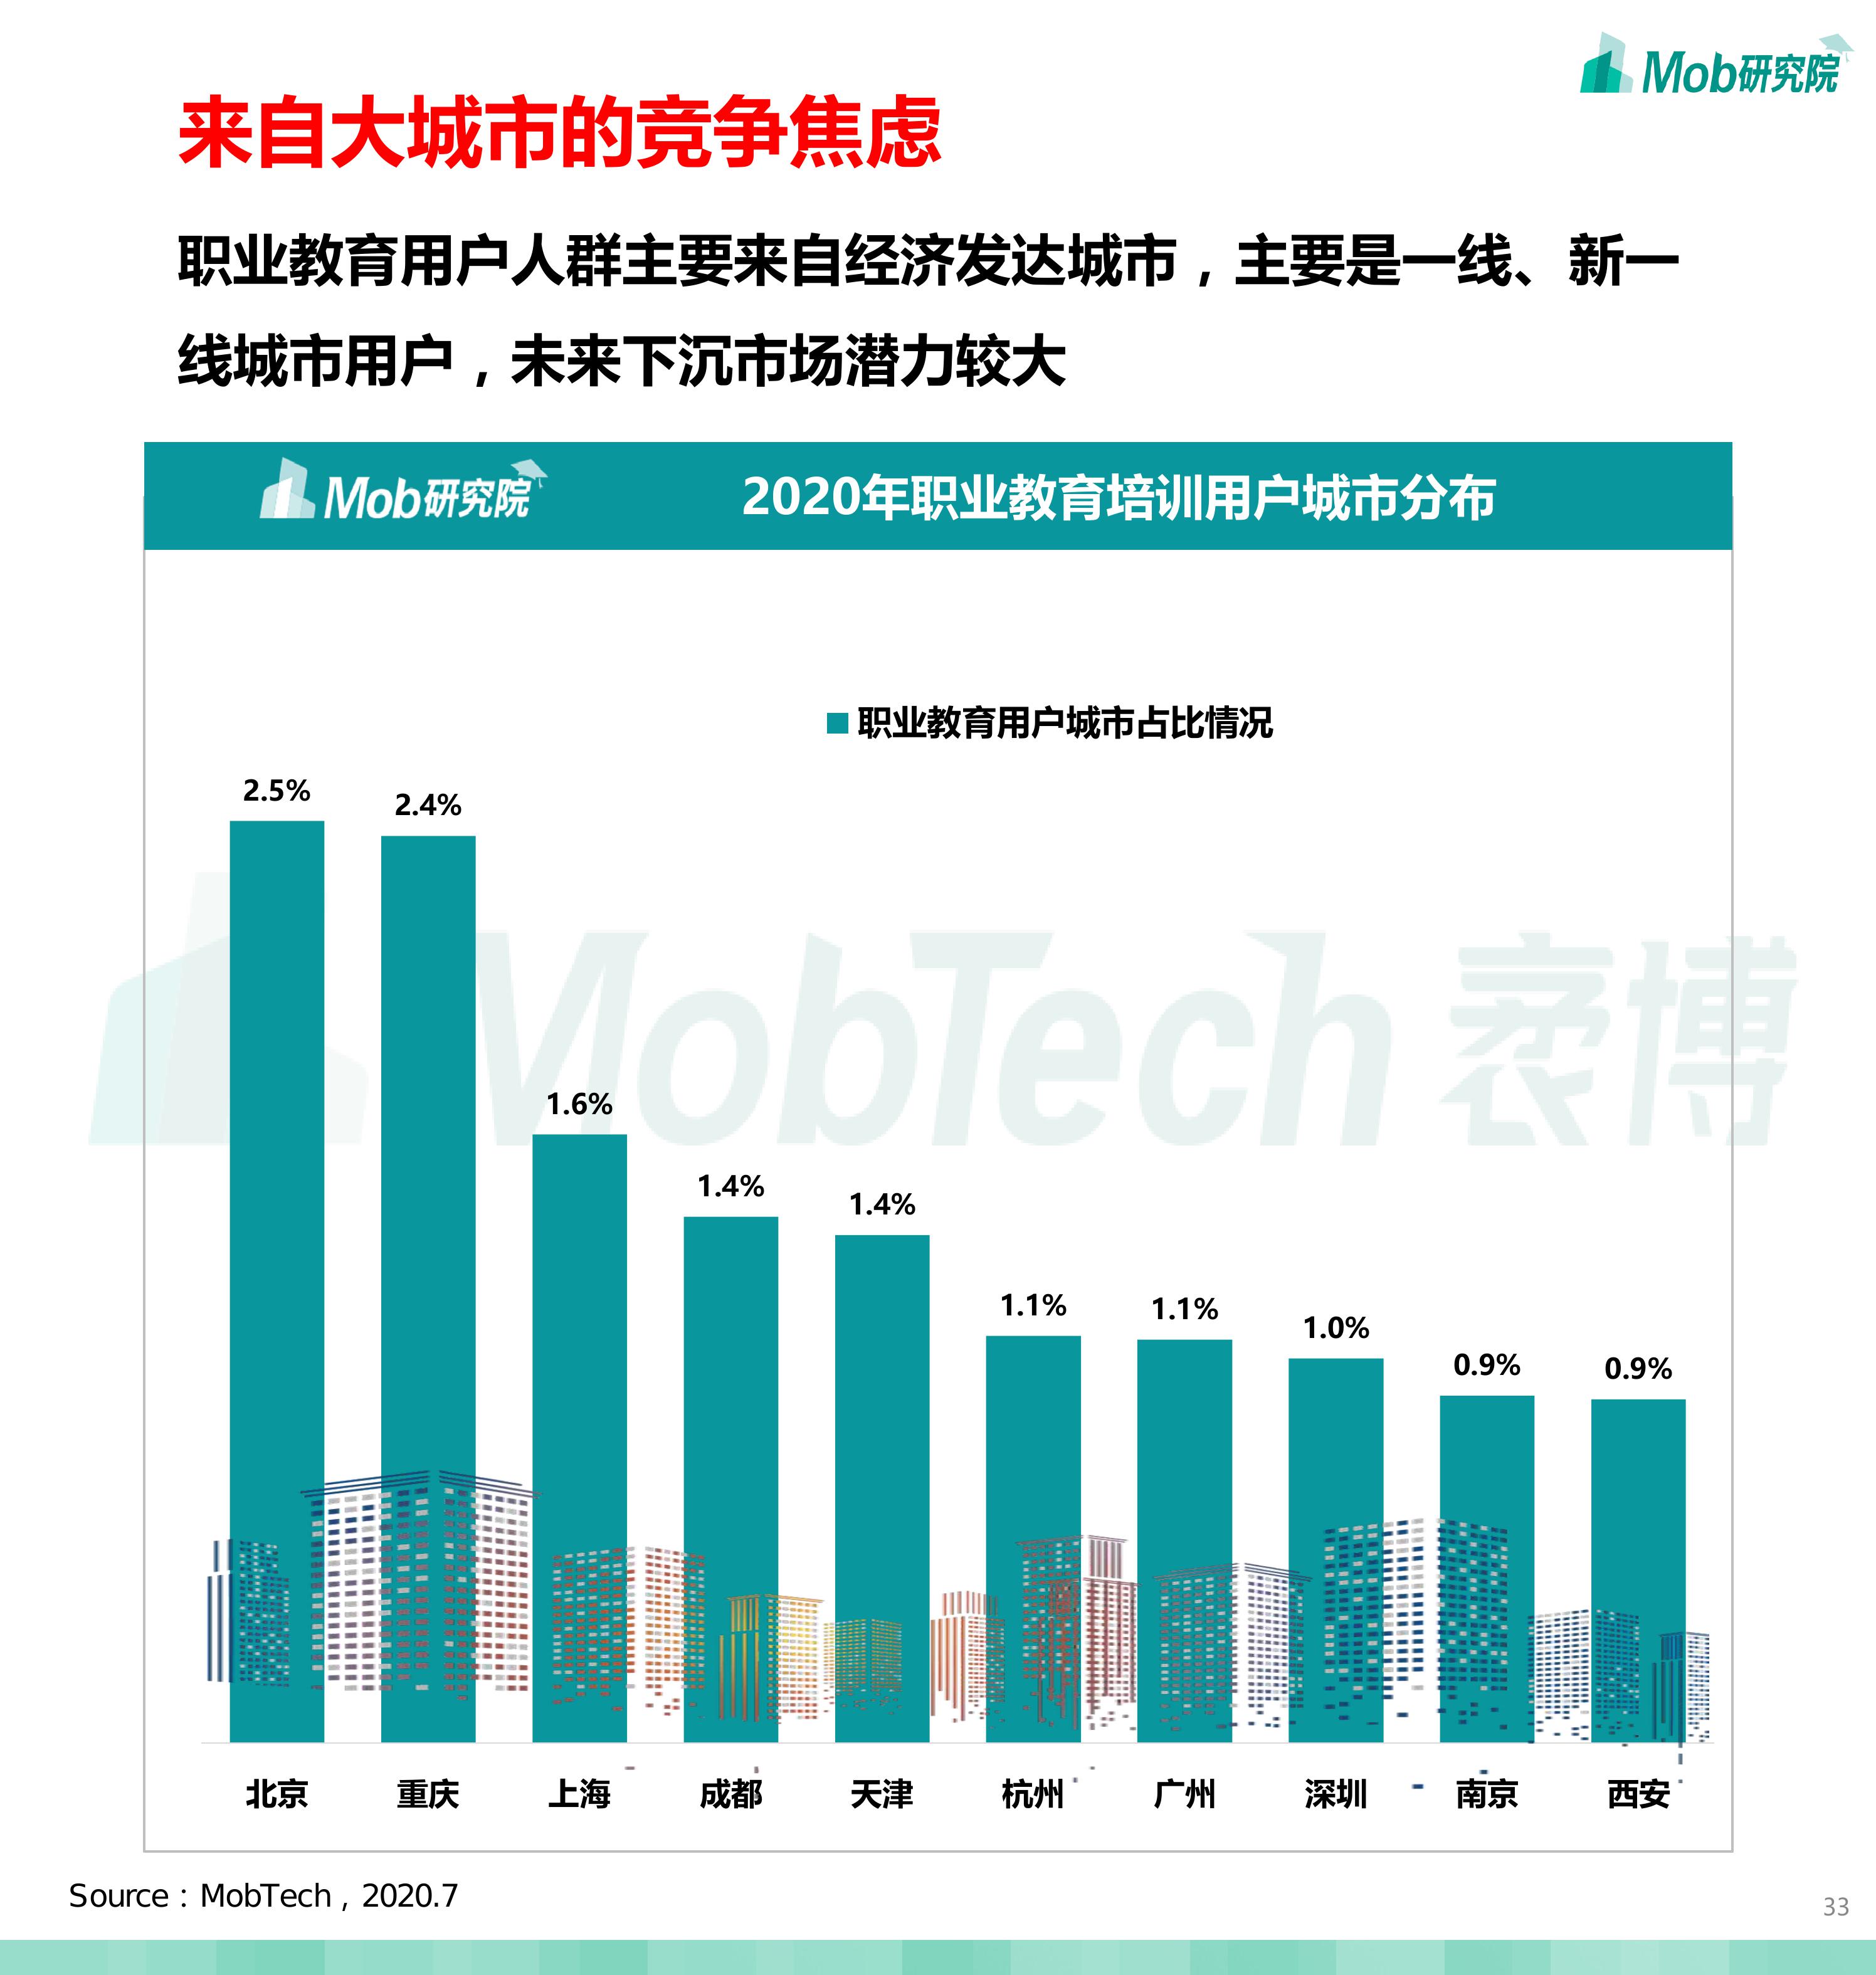 Mob研究院
来自大城市的竞争焦虑
职业教育用户人群主要来自经济发达城市，主要是一线、新一
线城市用户，未来下沉市场潜力较大
Mob研究院
2020年职业教育培训用户城市分布
职业教育用户城市占比情况
2.5%
2.4%
1.6%
1.4%
1.4%
1.1%
1.1%
1.0%
0.9%
0.9%
MobTech 袤博
北京
重庆
上海
成都
天津
杭州
广州
深圳
南京
西安
Source：MobTech，2020.7
33